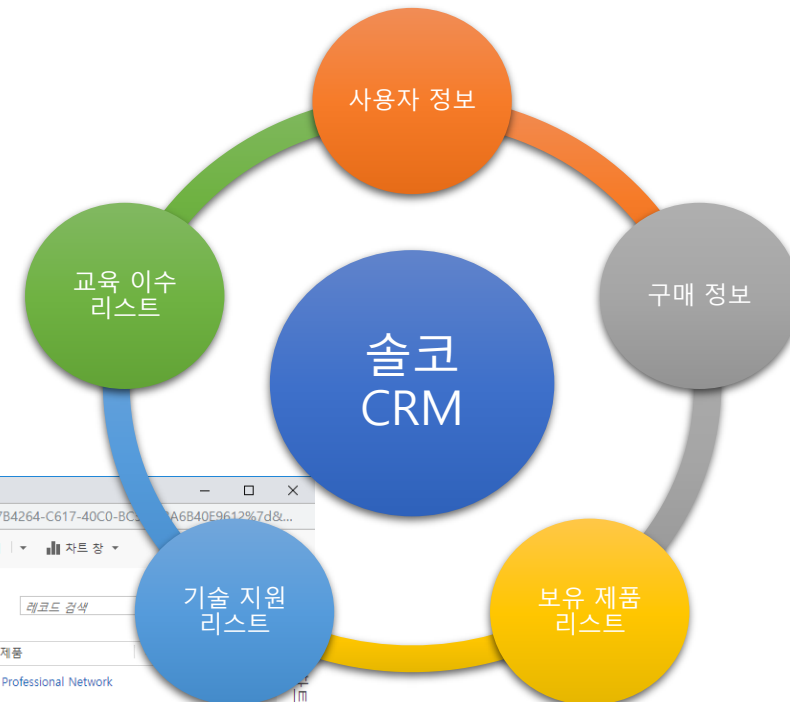 사용자 정보
교육 이수
리스트
구매 정보
솔코
CRM
차트 창
레코드 검색
기술 지원
리스트
보유 제품
리스트
제품
Professional Network